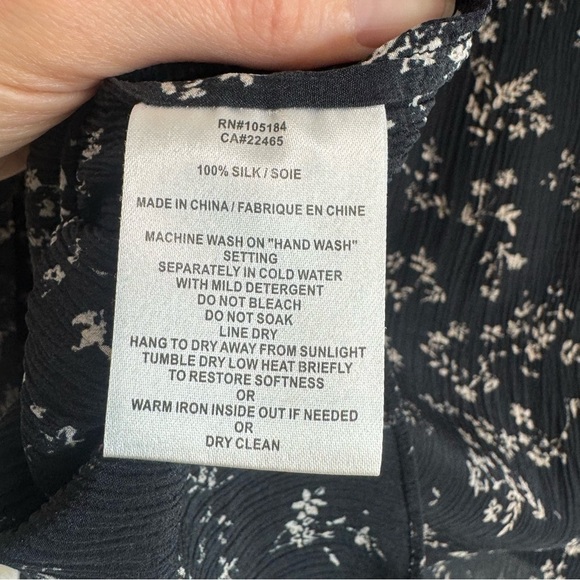 RN#105184
CA#22465
100% SILK / SOIE
MADE IN CHINA / FABRIQUE EN CHINE
MACHINE WASH ON "HAND WASH"
SETTING
SEPARATELY IN COLD WATER
WITH MILD DETERGENT
DO NOT BLEACH
DO NOT SOAK
LINE DRY
HANG TO DRY AWAY FROM SUNLIGHT
TUMBLE DRY LOW HEAT BRIEFLY
TO RESTORE SOFTNESS
OR
WARM IRON INSIDE OUT IF NEEDED
OR
DRY CLEAN